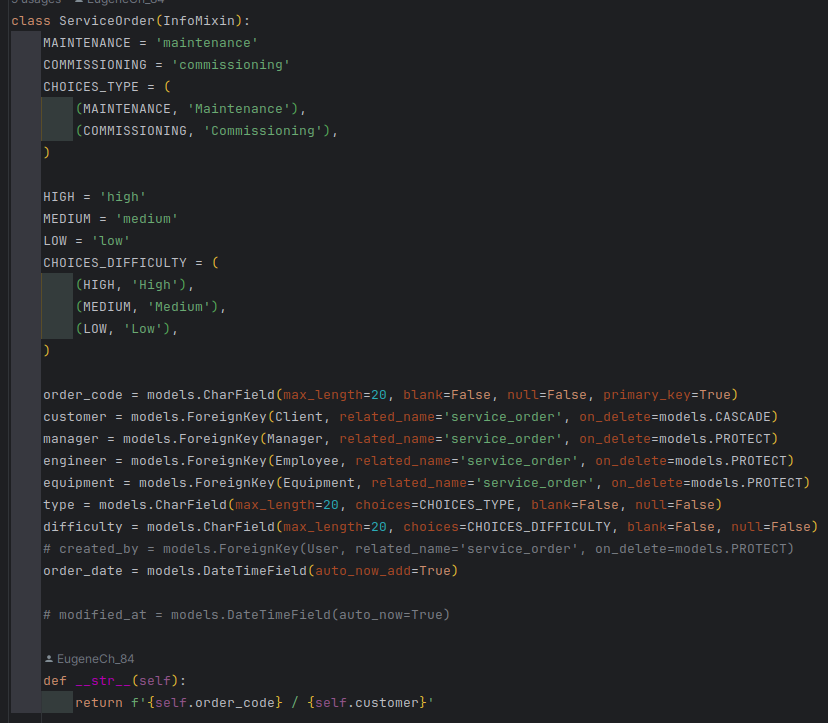 class ServiceOrder(InfoMixin):
    MAINTENANCE = 'maintenance'
    COMMISSIONING = 'commissioning'
    CHOICES_TYPE = (
        (MAINTENANCE, 'Maintenance'),
        (COMMISSIONING, 'Commissioning'),
    )

    HIGH = 'high'
    MEDIUM = 'medium'
    LOW = 'low'
    CHOICES_DIFFICULTY = (
        (HIGH, 'High'),
        (MEDIUM, 'Medium'),
        (LOW, 'Low'),
    )

    order_code = models.CharField(max_length=20, blank=False, null=False, primary_key=True)
    customer = models.ForeignKey(Client, related_name='service_order', on_delete=models.CASCADE)
    manager = models.ForeignKey(Manager, related_name='service_order', on_delete=models.PROTECT)
    engineer = models.ForeignKey(Employee, related_name='service_order', on_delete=models.PROTECT)
    equipment = models.ForeignKey(Equipment, related_name='service_order', on_delete=models.PROTECT)
    type = models.CharField(max_length=20, choices=CHOICES_TYPE, blank=False, null=False)
    difficulty = models.CharField(max_length=20, choices=CHOICES_DIFFICULTY, blank=False, null=False)
    # created_by = models.ForeignKey(User, related_name='service_order', on_delete=models.PROTECT)
    order_date = models.DateTimeField(auto_now_add=True)

    # modified_at = models.DateTimeField(auto_now=True)

    EugeneCh_84
    def __str__(self):
        return f'{self.order_code} / {self.customer}'